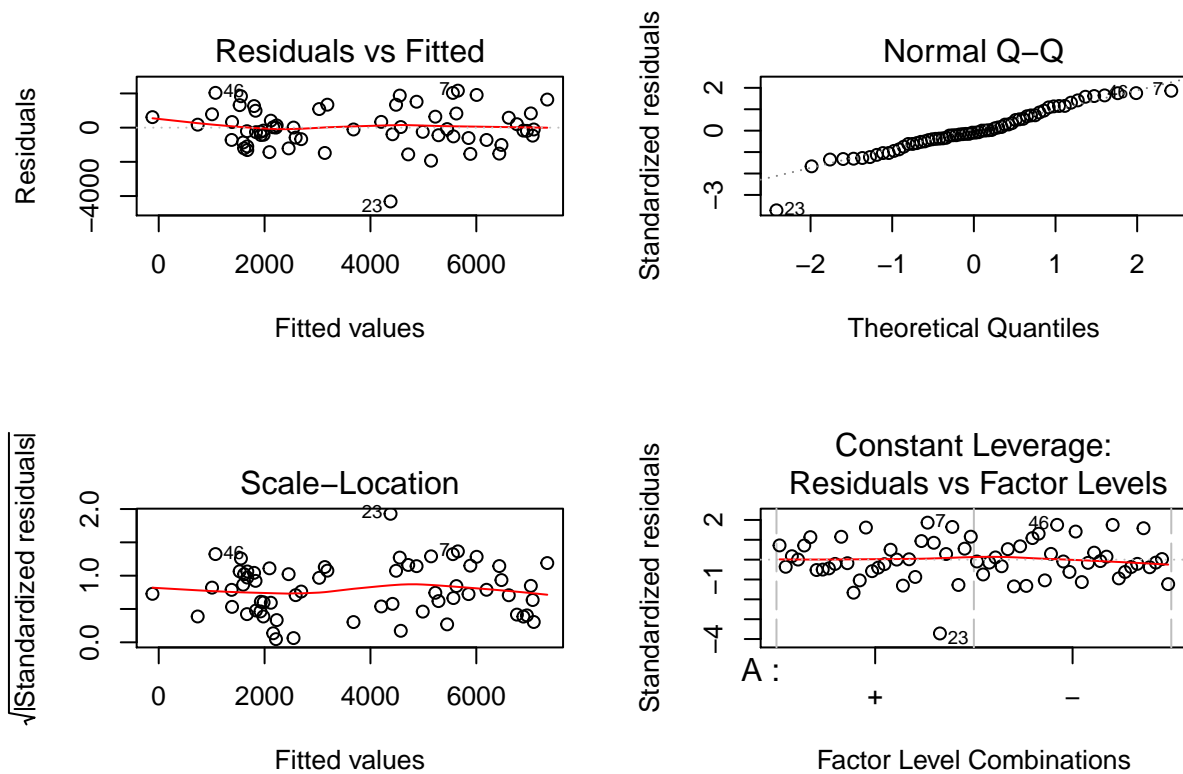 Residuals vs Fitted
Residuals
−4000
0
0
2000
4000
6000
46
7
23
Fitted values
Normal Q−Q
Standardized residuals
−3
0
2
−2
−1
0
1
2
46
7
23
Theoretical Quantiles
Scale−Location
√|Standardized residuals|
0.0
1.0
2.0
0
2000
4000
6000
23
46
7
Fitted values
Constant Leverage:
Residuals vs Factor Levels
Standardized residuals
−4
−1
2
7
46
23
A :
+
−
Factor Level Combinations